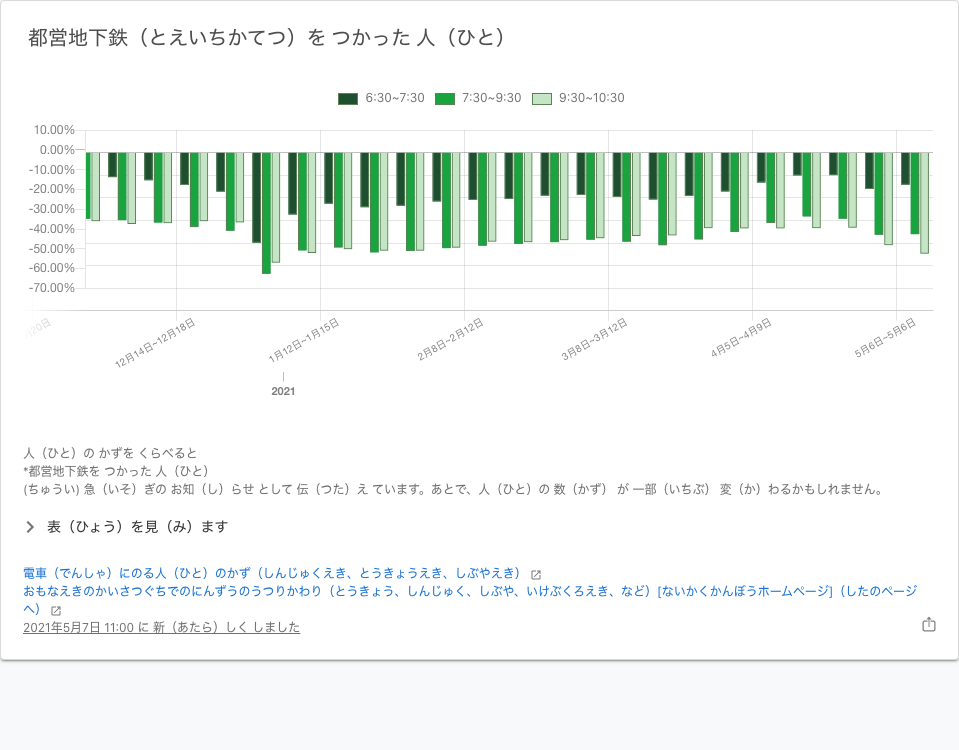 都営地下鉄（とえいちかてつ）を つかった 人（ひと）
6:30~7:30 7:30~9:30 9:30~10:30
10.00%
0.00%
-10.00%
-20.00%
-30.00%
-40.00%
-50.00%
-60.00%
-70.00%
12月14日~12月18日
1月12日~1月15日
2月8日~2月12日
3月8日~3月12日
4月5日~4月9日
5月6日~5月6日
2021
人（ひと）の かずを くらべると
*都営地下鉄を つかった 人（ひと）
(ちゅうい) 急（いそ）ぎの お知（し）らせ として 伝（つた）え ています。あとで、人（ひと）の 数（かず） が 一部（いちぶ） 変（か）わるかもしれません。
表（ひょう）を見（み）ます
電車（でんしゃ）にのる人（ひと）のかず（しんじゅくえき、とうきょうえき、しぶやえき）
おもなえきのかいさつぐちでのにんずうのうつりかわり（とうきょう、しんじゅく、しぶや、いけぶくろえき、など）[ないかくかんぼうホームページ]（したのページ
へ）
2021年5月7日 11:00 に 新（あたら）しく しました